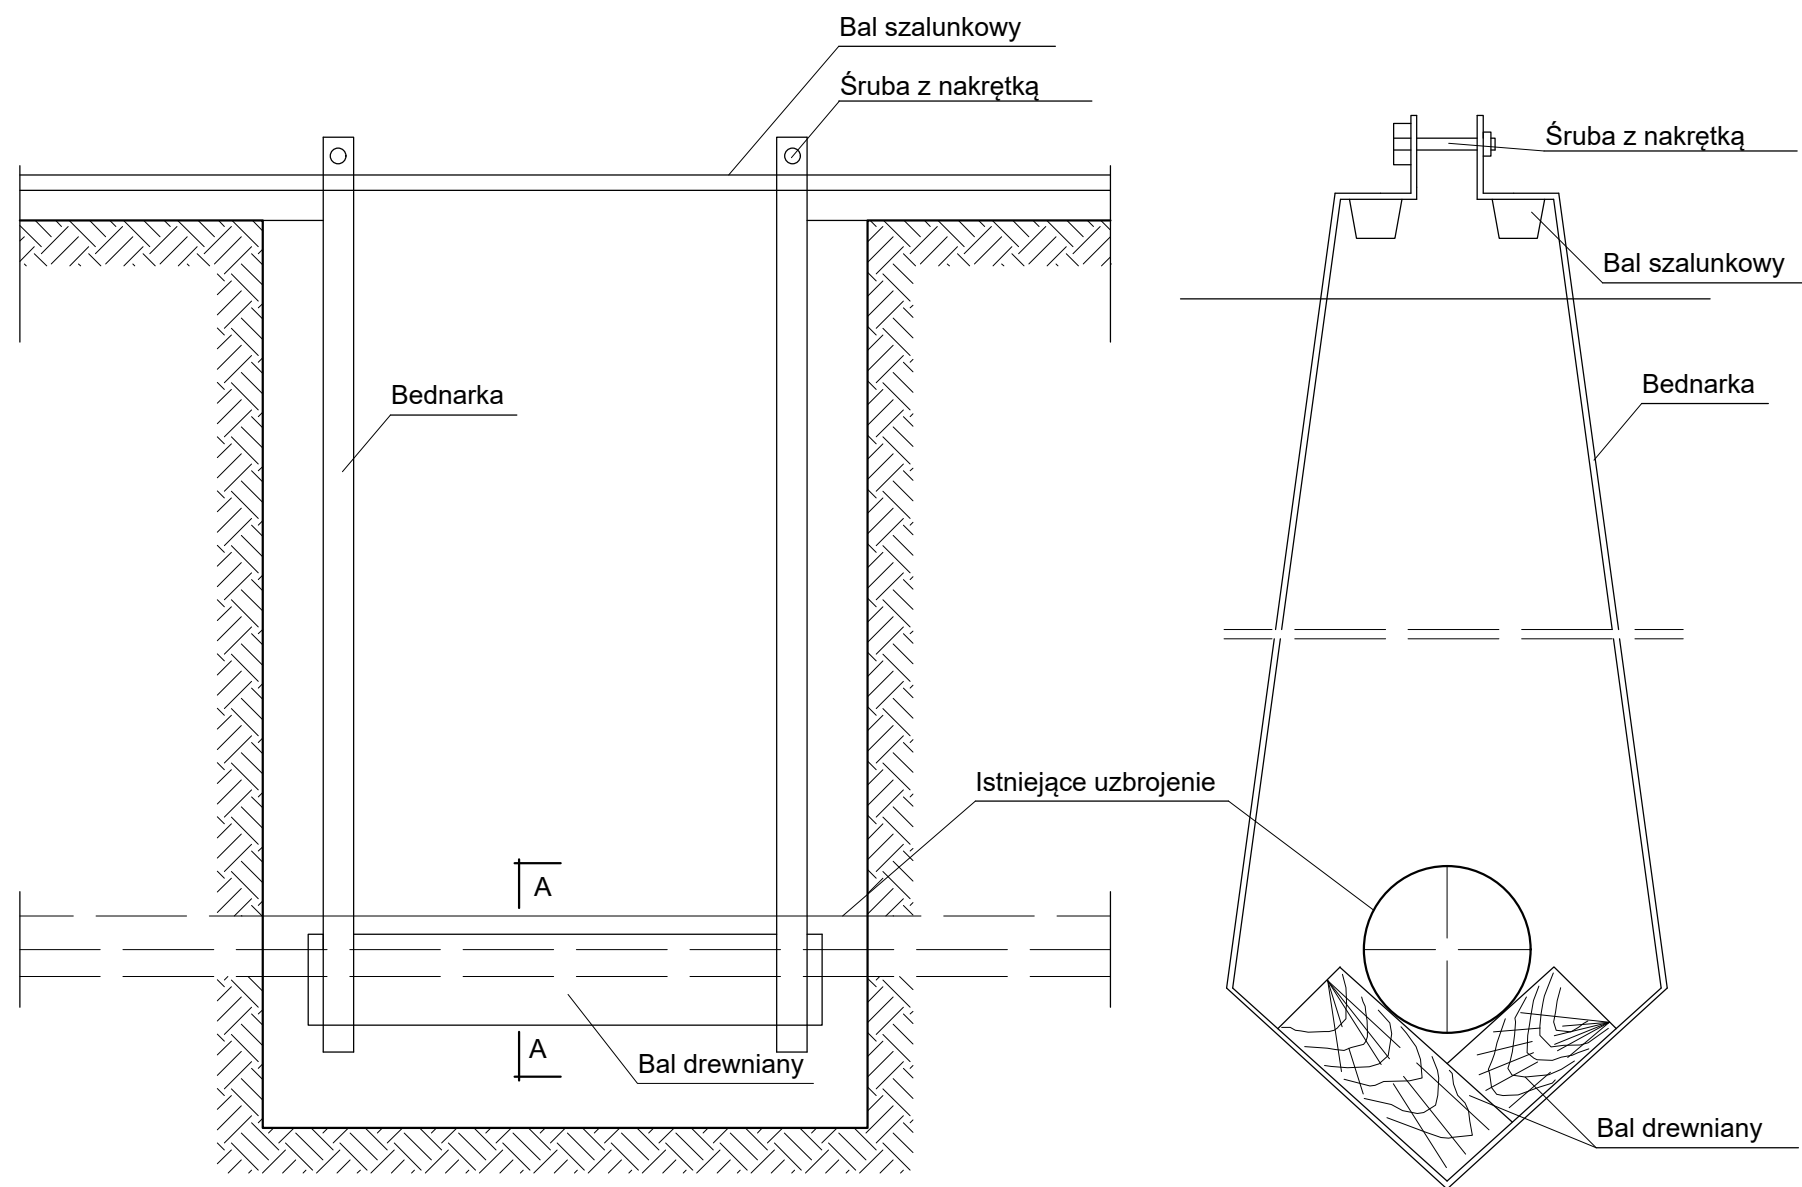 Bal szalunkowy
Śruba z nakrętką
Śruba z nakrętką
Bal szalunkowy
Bednarka
Bednarka
Istniejące uzbrojenie
A
A
Bal drewniany
Bal drewniany